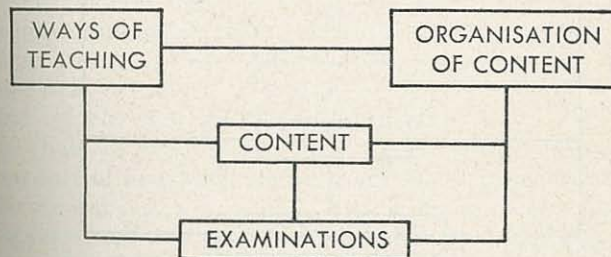 WAYS OF
TEACHING
ORGANISATION
OF CONTENT
CONTENT
EXAMINATIONS